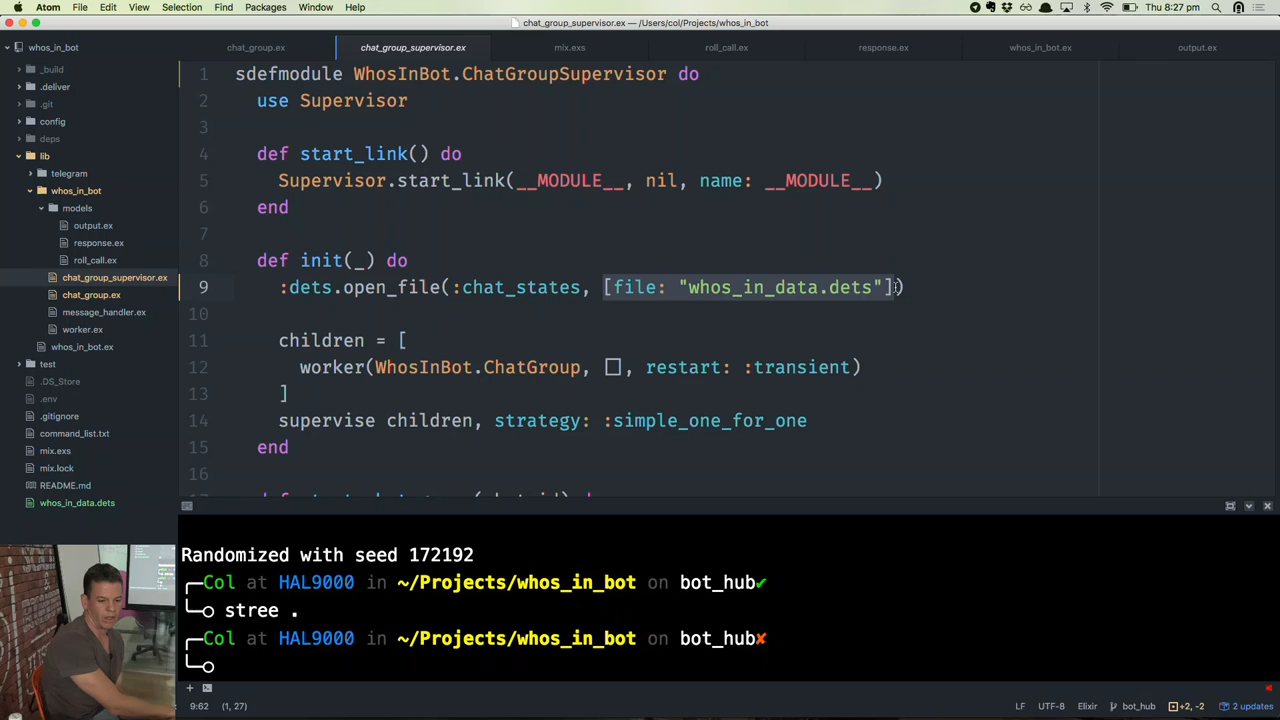 Atom File Edit View Selection Find Packages Window Help
Thu 8:27 pm
chat_group_supervisor.ex — /Users/col/Projects/whos_in_bot
whos_in_bot
chat_group.ex chat_group_supervisor.ex mix.exs roll_call.ex response.ex whos_in_bot.ex output.ex
_build
.deliver
.git
config
deps
lib
telegram
whos_in_bot
models
output.ex
response.ex
roll_call.ex
chat_group_supervisor.ex
chat_group.ex
message_handler.ex
worker.ex
whos_in_bot.ex
test
.DS_Store
.env
.gitignore
command_list.txt
mix.exs
mix.lock
README.md
whos_in_data.dets
1 sdefmodule WhosInBot.ChatGroupSupervisor do
2 use Supervisor
3
4 def start_link() do
5 Supervisor.start_link(__MODULE__, nil, name: __MODULE__)
6 end
7
8 def init(_) do
9 :dets.open_file(:chat_states, [file: "whos_in_data.dets"])
10
11 children = [
12 worker(WhosInBot.ChatGroup, [], restart: :transient)
13 ]
14 supervise children, strategy: :simple_one_for_one
15 end
16
Randomized with seed 172192
Col at HAL9000 in ~/Projects/whos_in_bot on bot_hub✔
stree .
Col at HAL9000 in ~/Projects/whos_in_bot on bot_hub✘
9:62 (1, 27)
LF UTF-8 Elixir bot_hub +2, -2 2 updates